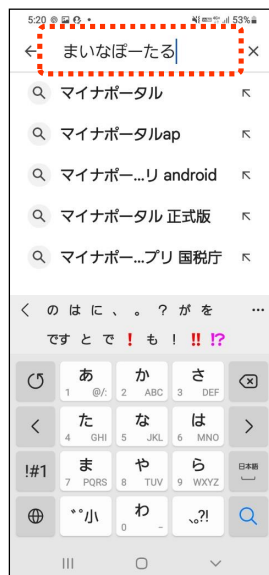 5:20 53%
まいなぽーたる
マイナポータル
マイナポータルap
マイナポー...リ android
マイナポータル 正式版
マイナポー...プリ 国税庁
の は に 、 。 ? が を ...
です と で ! も ! !! !?
あ 1 @/: か 2 ABC さ 3 DEF
た 4 GHI な 5 JKL は 6 MNO
!#1 ま 7 PQRS や 8 TUV ら 9 WXYZ 日本語
小 わ 0 - 、。?!